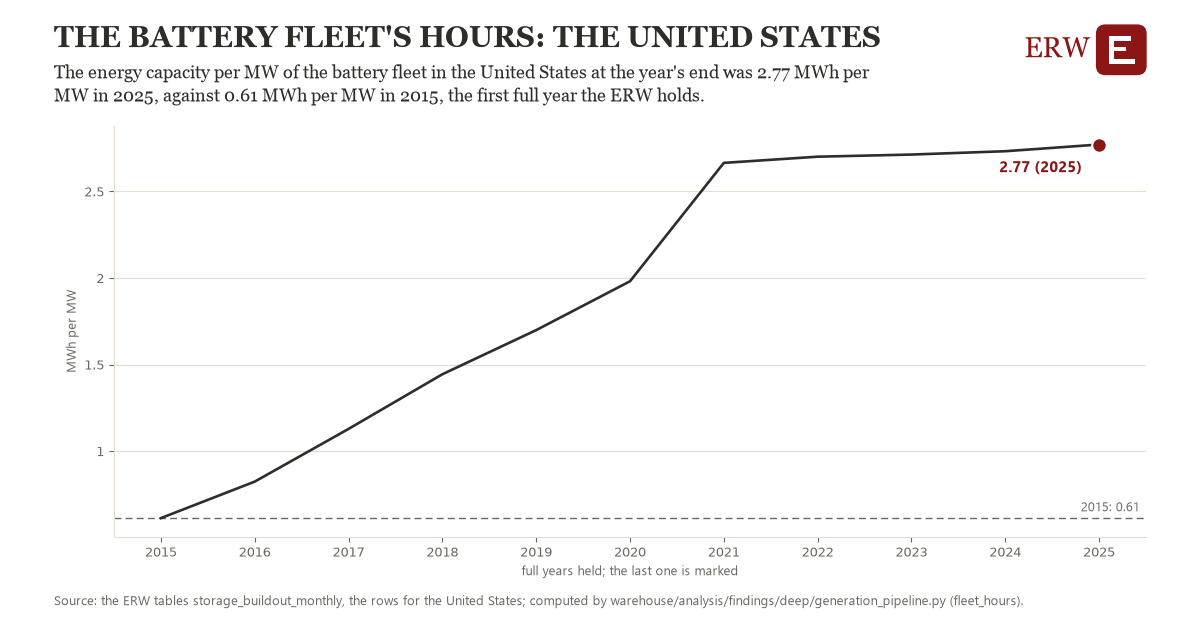 THE BATTERY FLEET'S HOURS: THE UNITED STATES
The energy capacity per MW of the battery fleet in the United States at the year's end was 2.77 MWh per
MW in 2025, against 0.61 MWh per MW in 2015, the first full year the ERW holds.
ERW E
MWh per MW
2.5
2
1.5
1
2.77 (2025)
2015: 0.61
2015 2016 2017 2018 2019 2020 2021 2022 2023 2024 2025
full years held; the last one is marked
Source: the ERW tables storage_buildout_monthly, the rows for the United States; computed by warehouse/analysis/findings/deep/generation_pipeline.py (fleet_hours).